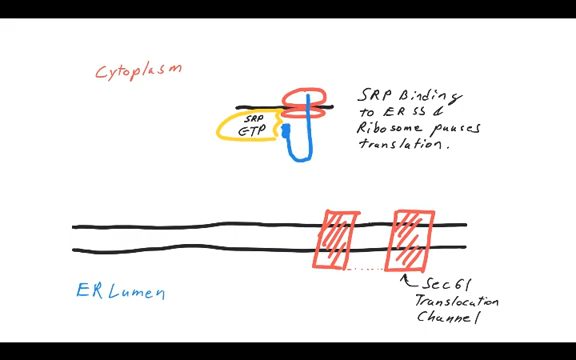 Cytoplasm
SRP
GTP
SRP Binding
to ER SS &
Ribosome pauses
translation.
ER Lumen
Sec61
Translocation
Channel